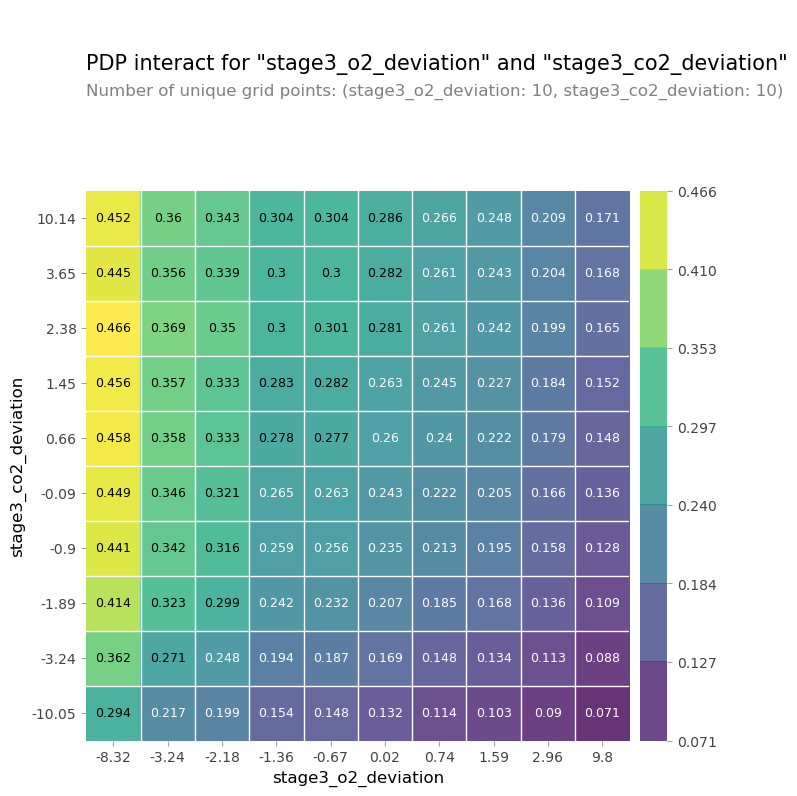 PDP interact for "stage3_o2_deviation" and "stage3_co2_deviation"
Number of unique grid points: (stage3_o2_deviation: 10, stage3_co2_deviation: 10)
10.14 0.452 0.36 0.343 0.304 0.304 0.286 0.266 0.248 0.209 0.171
3.65 0.445 0.356 0.339 0.3 0.3 0.282 0.261 0.243 0.204 0.168
2.38 0.466 0.369 0.35 0.3 0.301 0.281 0.261 0.242 0.199 0.165
1.45 0.456 0.357 0.333 0.283 0.282 0.263 0.245 0.227 0.184 0.152
0.66 0.458 0.358 0.333 0.278 0.277 0.26 0.24 0.222 0.179 0.148
-0.09 0.449 0.346 0.321 0.265 0.263 0.243 0.222 0.205 0.166 0.136
-0.9 0.441 0.342 0.316 0.259 0.256 0.235 0.213 0.195 0.158 0.128
-1.89 0.414 0.323 0.299 0.242 0.232 0.207 0.185 0.168 0.136 0.109
-3.24 0.362 0.271 0.248 0.194 0.187 0.169 0.148 0.134 0.113 0.088
-10.05 0.294 0.217 0.199 0.154 0.148 0.132 0.114 0.103 0.09 0.071
-8.32 -3.24 -2.18 -1.36 -0.67 0.02 0.74 1.59 2.96 9.8
stage3_o2_deviation
stage3_co2_deviation
0.466
0.410
0.353
0.297
0.240
0.184
0.127
0.071